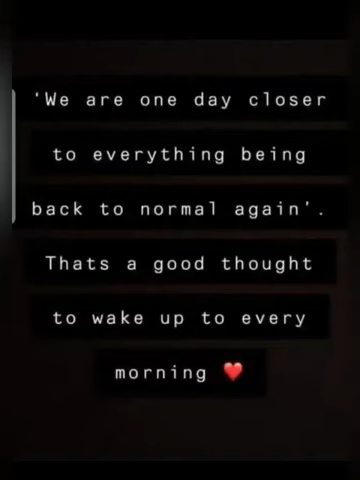 ‘We are one day closer
to everything being
back to normal again’.
Thats a good thought
to wake up to every
morning ❤️